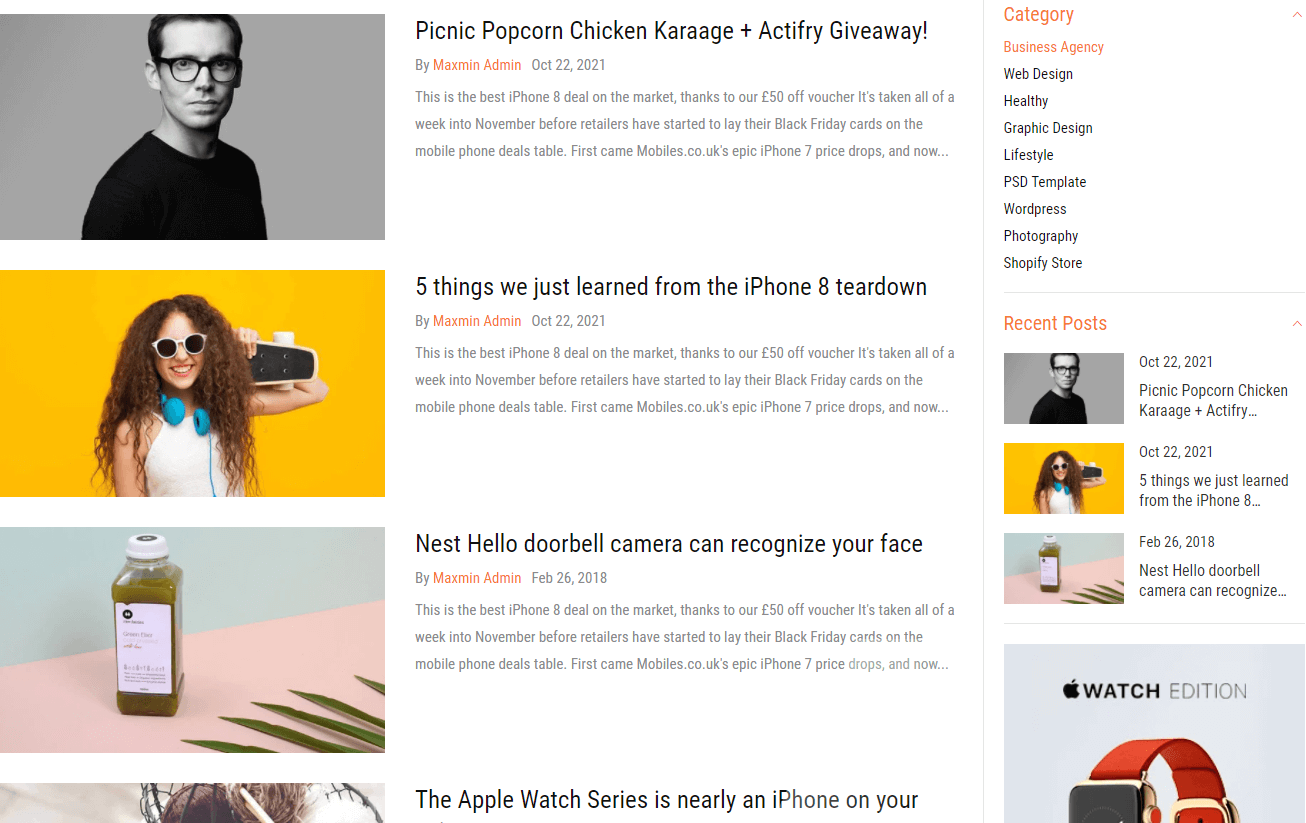 Picnic Popcorn Chicken Karaage + Actifry Giveaway!
By Maxmin Admin Oct 22, 2021
This is the best iPhone 8 deal on the market, thanks to our £50 off voucher It's taken all of a
week into November before retailers have started to lay their Black Friday cards on the
mobile phone deals table. First came Mobiles.co.uk's epic iPhone 7 price drops, and now...
5 things we just learned from the iPhone 8 teardown
By Maxmin Admin Oct 22, 2021
This is the best iPhone 8 deal on the market, thanks to our £50 off voucher It's taken all of a
week into November before retailers have started to lay their Black Friday cards on the
mobile phone deals table. First came Mobiles.co.uk's epic iPhone 7 price drops, and now...
Green Elixir
Nest Hello doorbell camera can recognize your face
By Maxmin Admin Feb 26, 2018
This is the best iPhone 8 deal on the market, thanks to our £50 off voucher It's taken all of a
week into November before retailers have started to lay their Black Friday cards on the
mobile phone deals table. First came Mobiles.co.uk's epic iPhone 7 price drops, and now...
The Apple Watch Series is nearly an iPhone on your
Category
Business Agency
Web Design
Healthy
Graphic Design
Lifestyle
PSD Template
Wordpress
Photography
Shopify Store
Recent Posts
Oct 22, 2021
Picnic Popcorn Chicken
Karaage + Actifry...
Oct 22, 2021
5 things we just learned
from the iPhone 8...
Feb 26, 2018
Nest Hello doorbell
camera can recognize...
WATCH EDITION